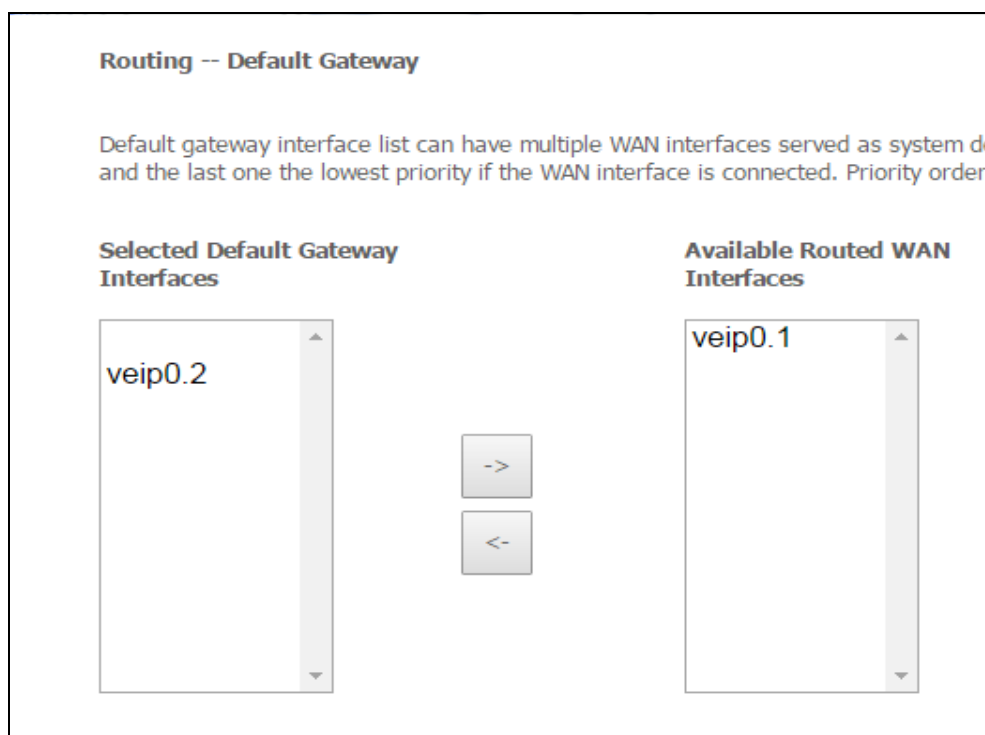 Routing -- Default Gateway
Default gateway interface list can have multiple WAN interfaces served as system d
and the last one the lowest priority if the WAN interface is connected. Priority order
Selected Default Gateway
Interfaces
veip0.2
->
<-
Available Routed WAN
Interfaces
veip0.1